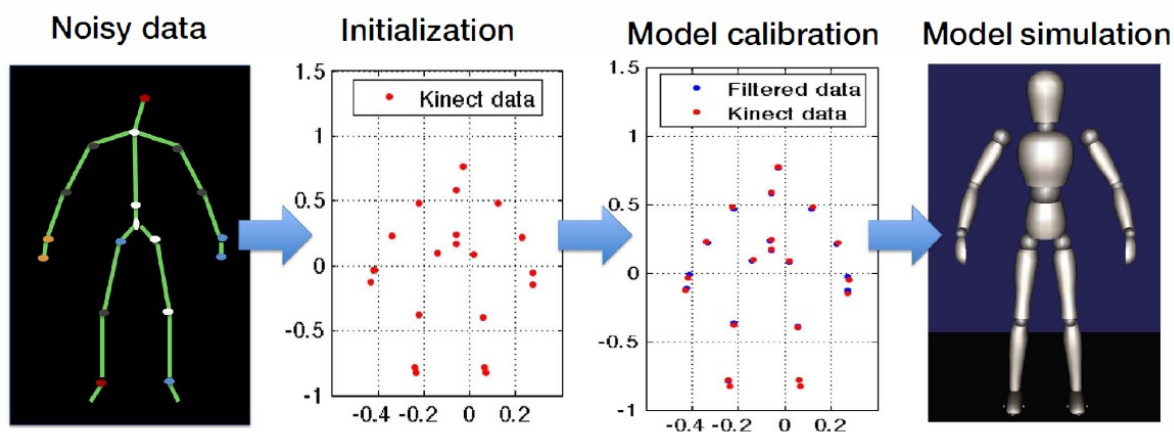 Noisy data
Initialization
Model calibration
Model simulation
1.5
1
0.5
0
-0.5
-1
-0.4 -0.2 0 0.2
Kinect data
1.5
1
0.5
0
-0.5
-1
-0.4 -0.2 0 0.2
Filtered data
Kinect data